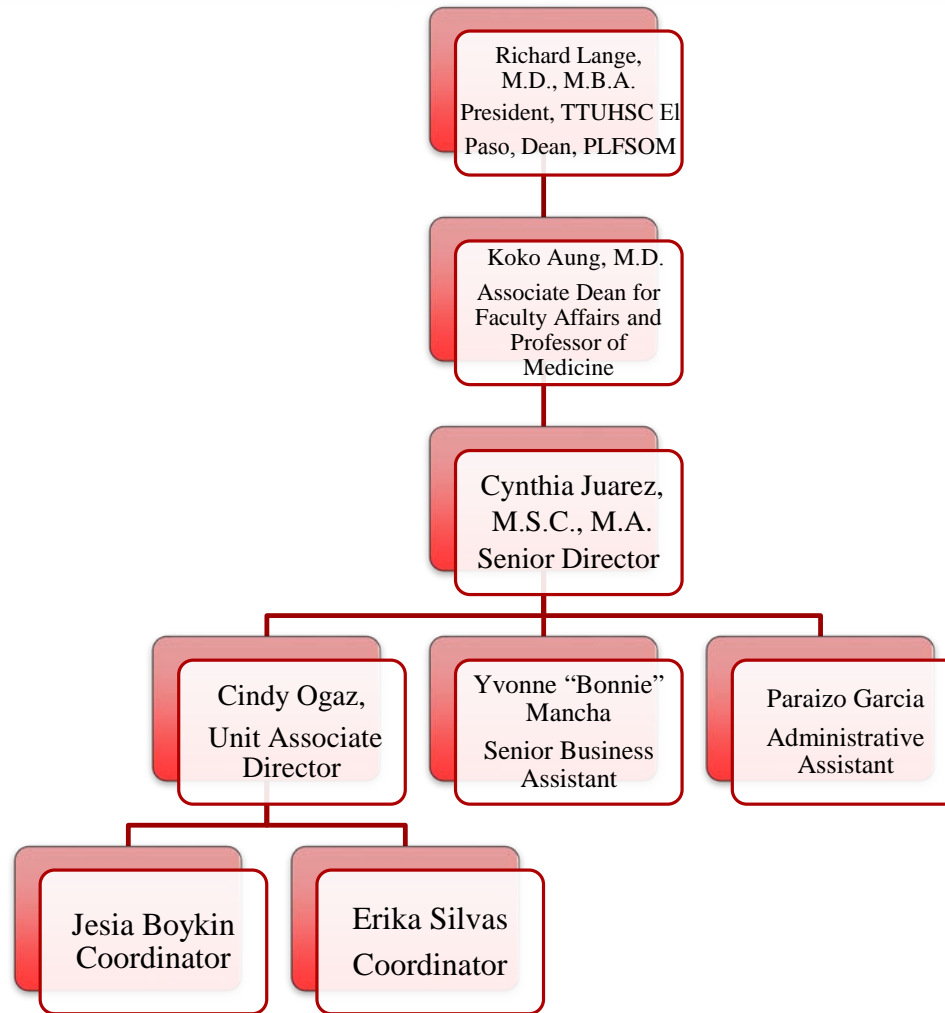 Richard Lange,
M.D., M.B.A.
President, TTUHSC El
Paso, Dean, PLFSOM
Koko Aung, M.D.
Associate Dean for
Faculty Affairs and
Professor of
Medicine
Cynthia Juarez,
M.S.C., M.A.
Senior Director
Cindy Ogaz,
Unit Associate
Director
Yvonne “Bonnie”
Mancha
Senior Business
Assistant
Paraizo Garcia
Administrative
Assistant
Jesia Boykin
Coordinator
Erika Silvas
Coordinator